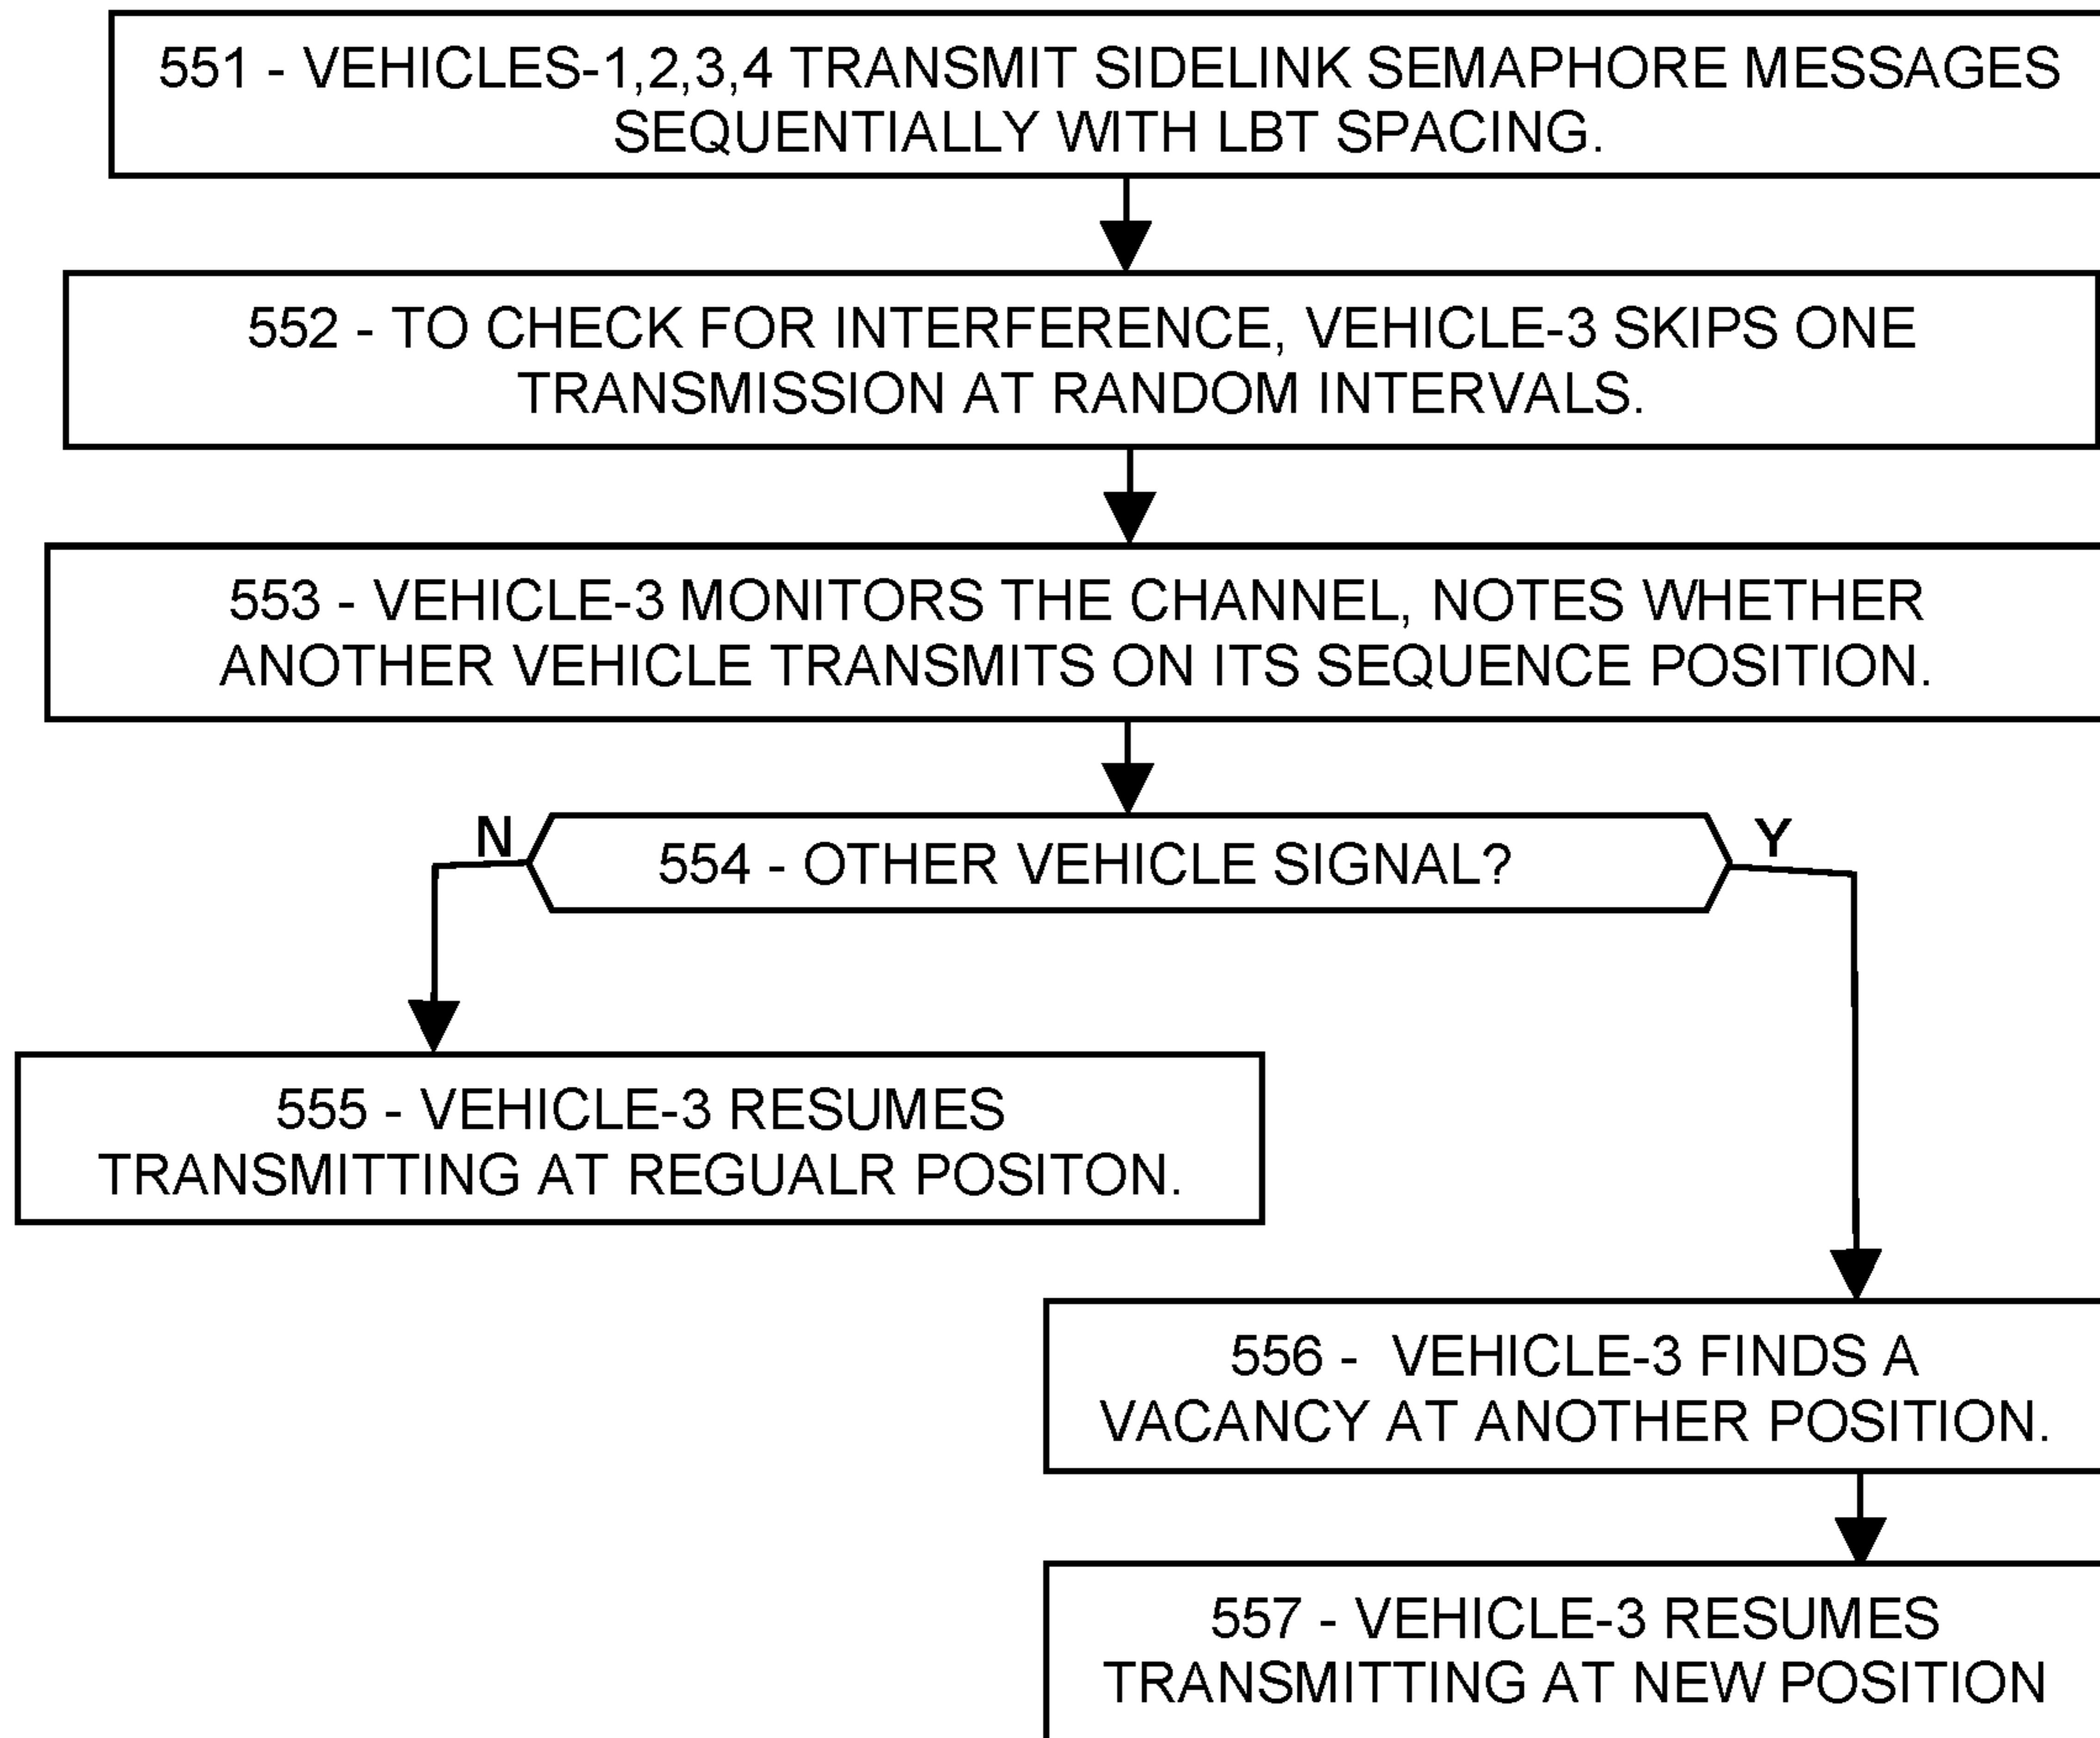 551 - VEHICLES-1,2,3,4 TRANSMIT SIDELINK SEMAPHORE MESSAGES
SEQUENTIALLY WITH LBT SPACING.
552 - TO CHECK FOR INTERFERENCE, VEHICLE-3 SKIPS ONE
TRANSMISSION AT RANDOM INTERVALS.
553 - VEHICLE-3 MONITORS THE CHANNEL, NOTES WHETHER
ANOTHER VEHICLE TRANSMITS ON ITS SEQUENCE POSITION.
N
554 - OTHER VEHICLE SIGNAL?
Y
555 - VEHICLE-3 RESUMES
TRANSMITTING AT REGUALR POSITON.
556 - VEHICLE-3 FINDS A
VACANCY AT ANOTHER POSITION.
557 - VEHICLE-3 RESUMES
TRANSMITTING AT NEW POSITION